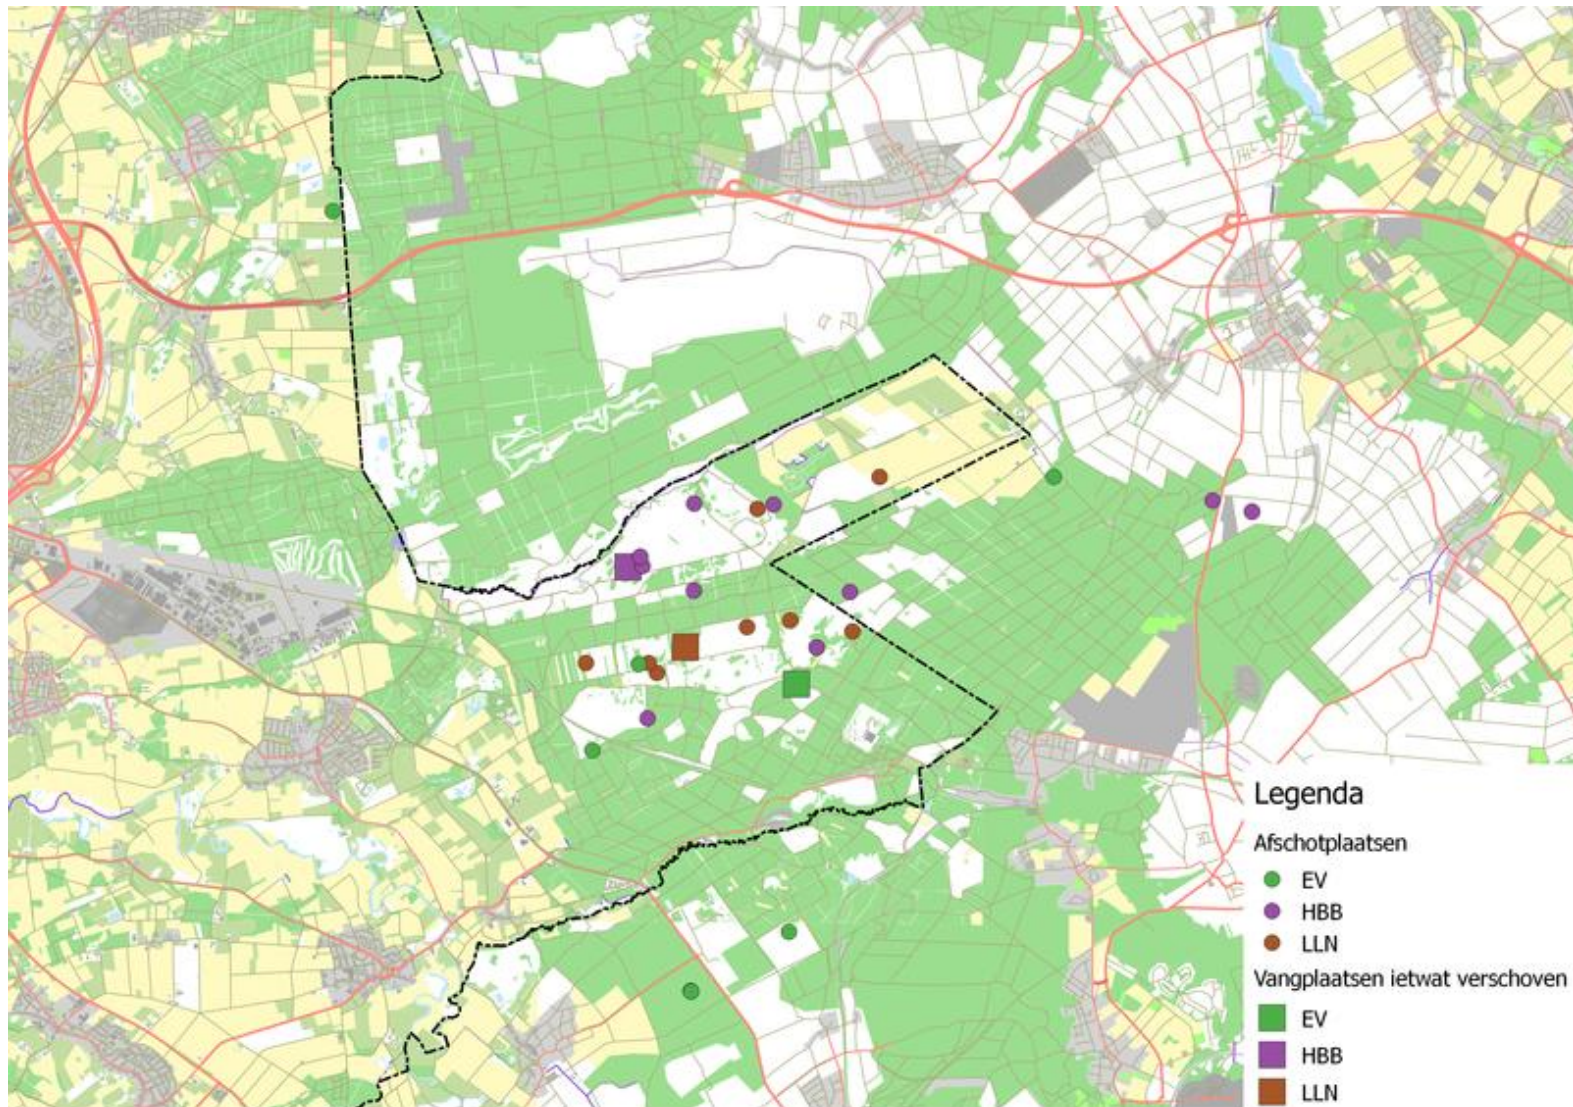 Legenda
Afschotplaatsen
EV
HBB
LLN
Vangplaatsen ietwat verschoven
EV
HBB
LLN